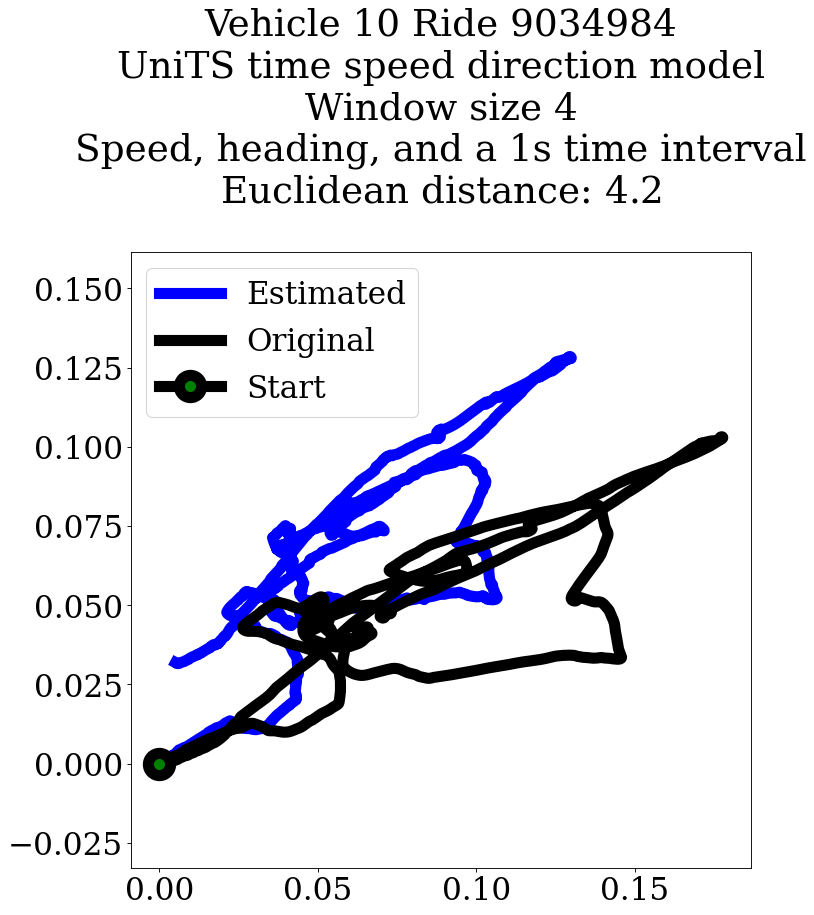 Vehicle 10 Ride 9034984
UniTS time speed direction model
Window size 4
Speed, heading, and a 1s time interval
Euclidean distance: 4.2
Estimated
Original
Start
0.150
0.125
0.100
0.075
0.050
0.025
0.000
−0.025
0.00 0.05 0.10 0.15